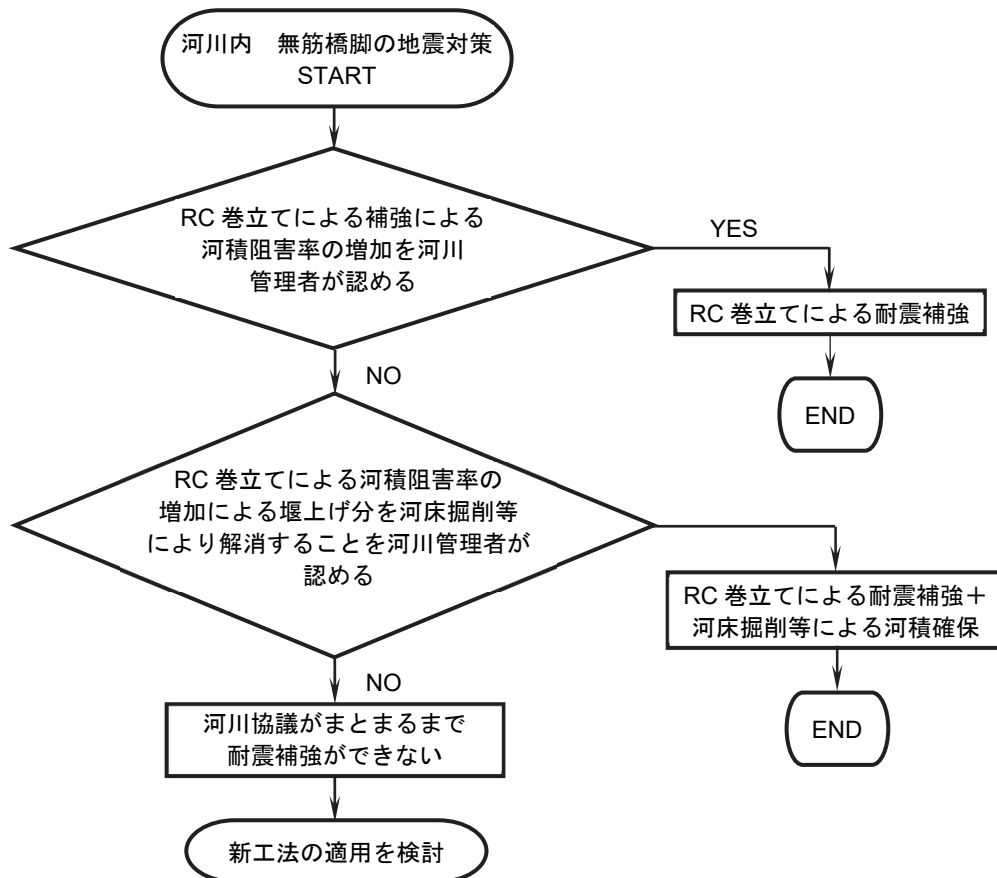 河川内　無筋橋脚の地震対策
START
RC 巻立てによる補強による
河積阻害率の増加を河川
管理者が認める
YES
RC 巻立てによる耐震補強
END
NO
RC 巻立てによる河積阻害率の
増加による堰上げ分を河床掘削等
により解消することを河川管理者が
認める
RC 巻立てによる耐震補強＋
河床掘削等による河積確保
END
NO
河川協議がまとまるまで
耐震補強ができない
新工法の適用を検討